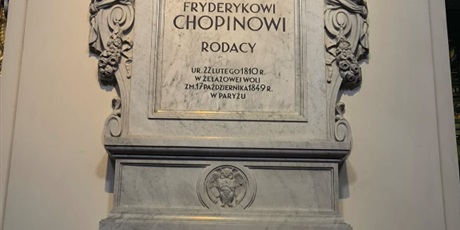 FRYDERYKOWI
CHOPINOWI
RODACY
UR. 22 LUTEGO 1810 R.
W ŻELAZOWEJ WOLI
ZM. 17 PAŹDZIERNIKA 1849 R.
W PARYŻU